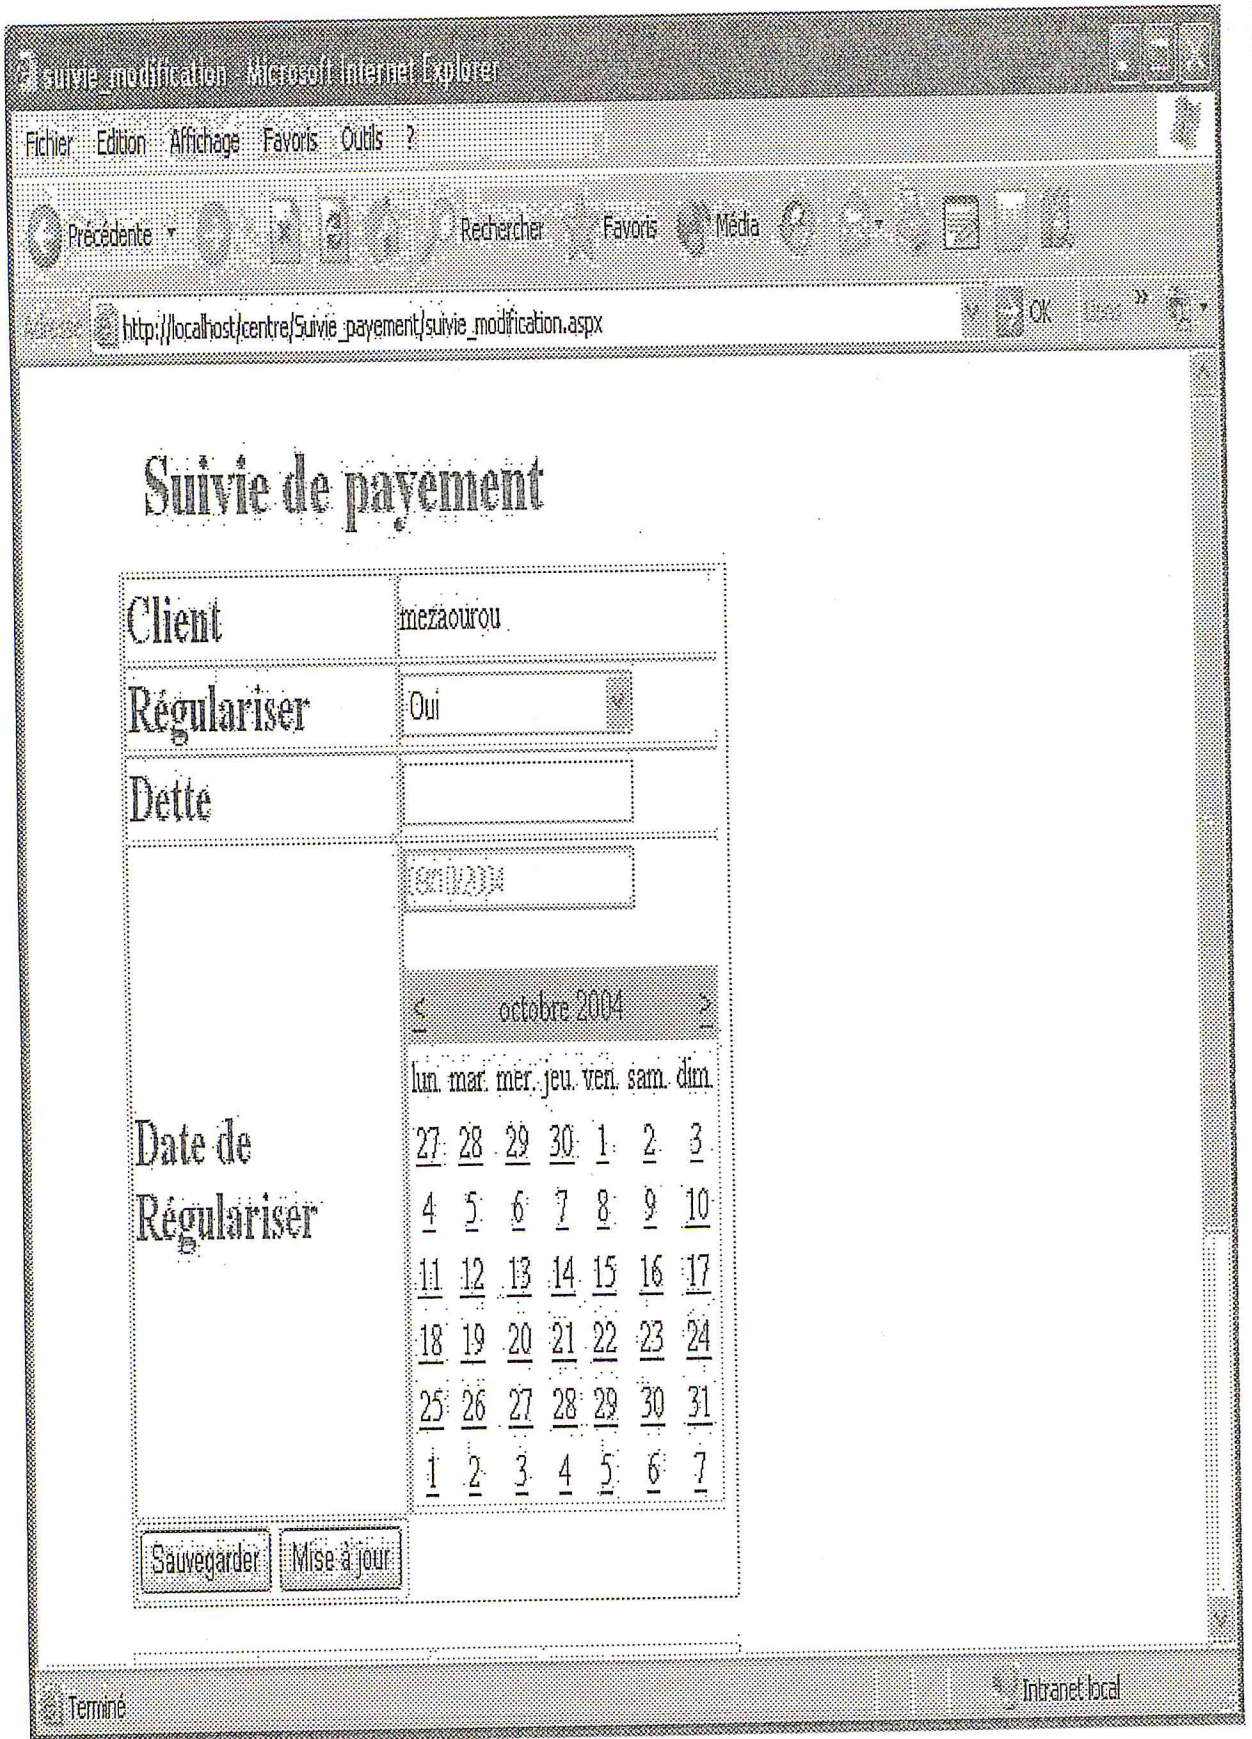 suivie_modification - Microsoft Internet Explorer
Fichier Edition Affichage Favoris Outils ?
Précédente Rechercher Favoris Média
http://localhost/centre/Suivie_payement/suivie_modification.aspx OK »
Suivie de payement
Client mezaourou
Régulariser Oui
Dette
< octobre 2004 >
lun. mar. mer. jeu. ven. sam. dim.
27 28 29 30 1 2 3
4 5 6 7 8 9 10
11 12 13 14 15 16 17
18 19 20 21 22 23 24
25 26 27 28 29 30 31
1 2 3 4 5 6 7
Date de
Régulariser
Sauvegarder Mise à jour
Terminé Intranet local